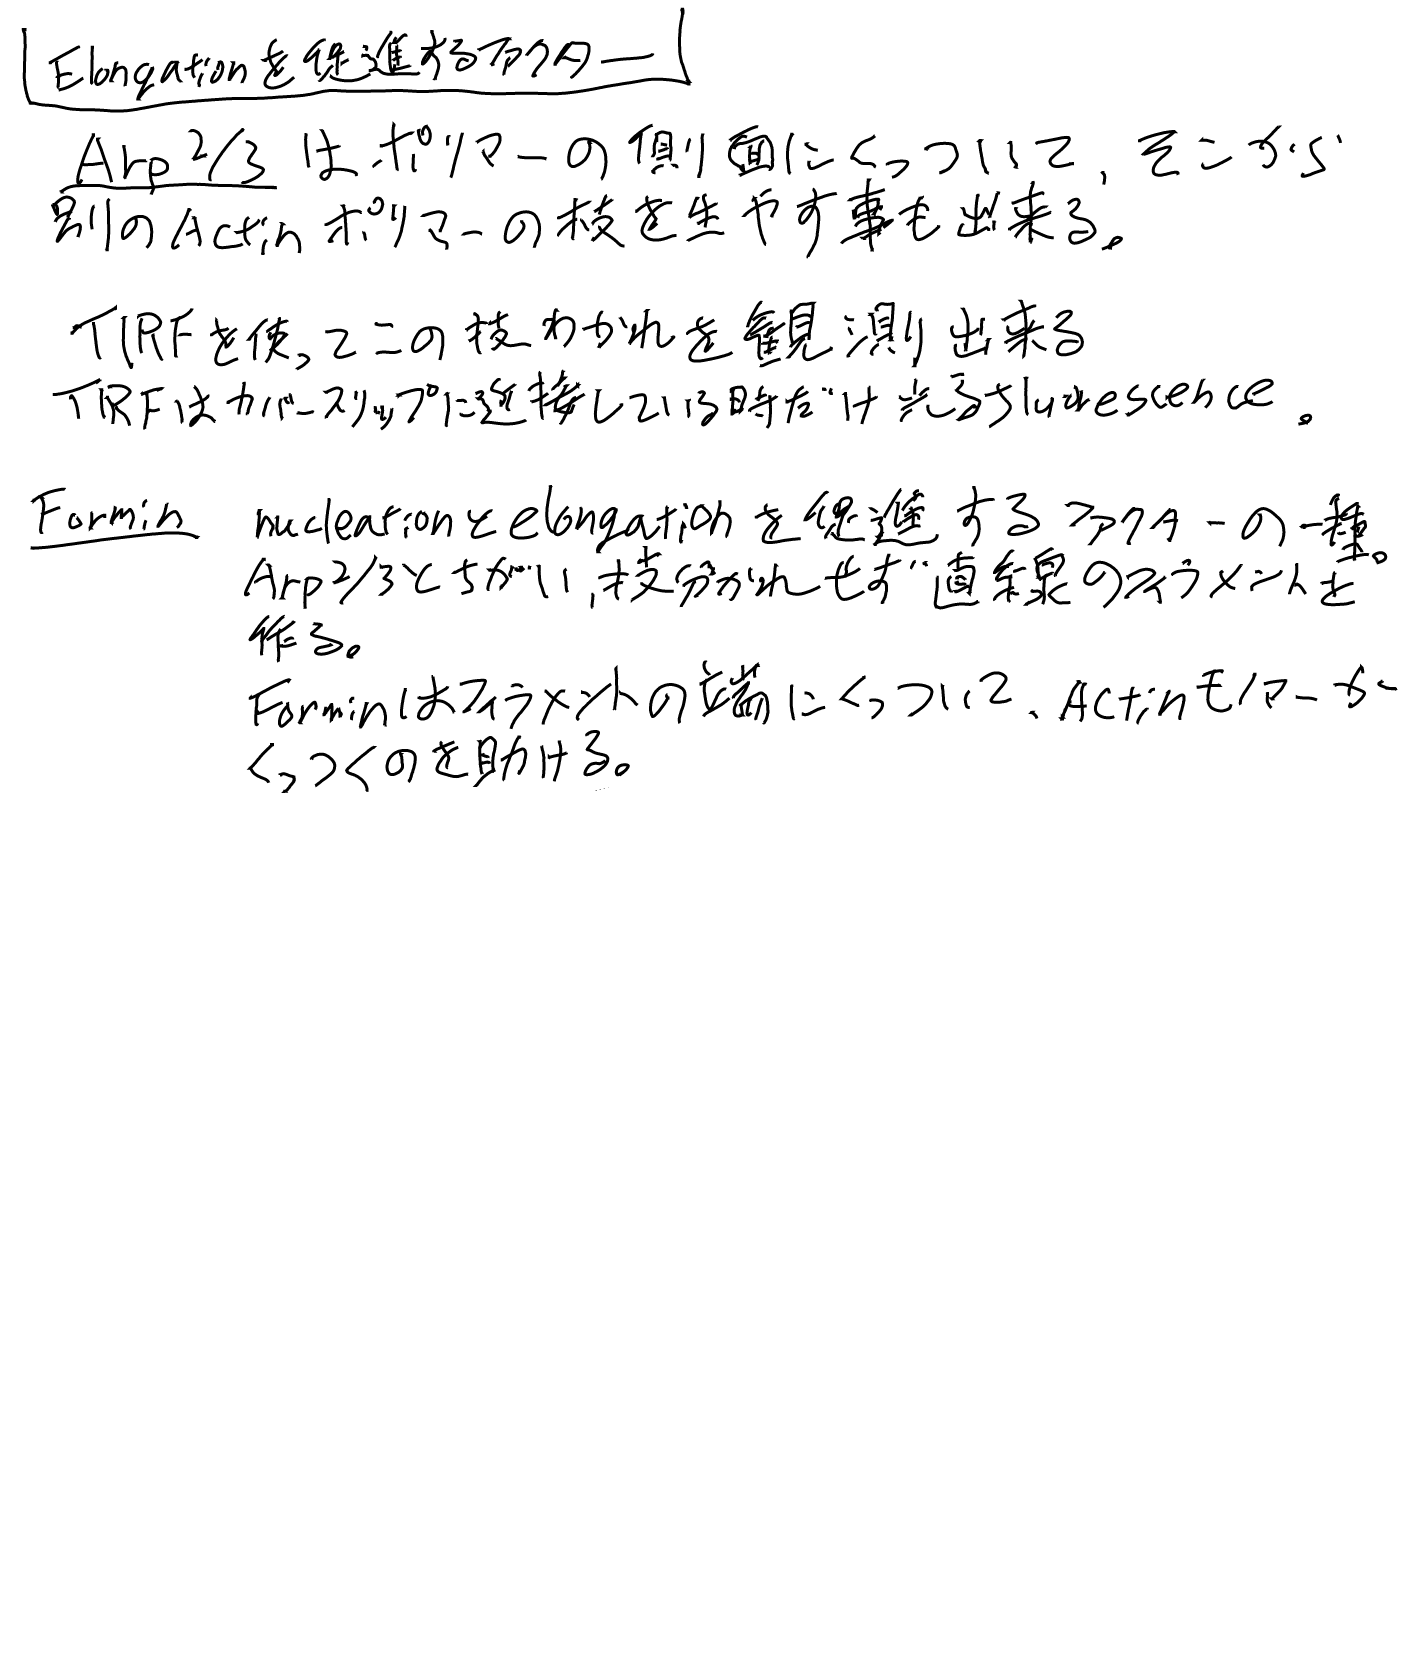 Elongationを促進するファクター
Arp2/3はポリマーの側面にくっついて、そこから
別のActinポリマーの枝を生やす事も出来る。
TIRFを使ってこの枝わかれを観測出来る
TIRFはカバースリップに近接している時だけ光るfluorescence。
Formin nucleationとelongationを促進するファクターの一種。
Arp2/3とちがい、枝分かれせず直線のフィラメントを
作る。
Forminはフィラメントの端にくっついて、Actinモノマーが
くっつくのを助ける。